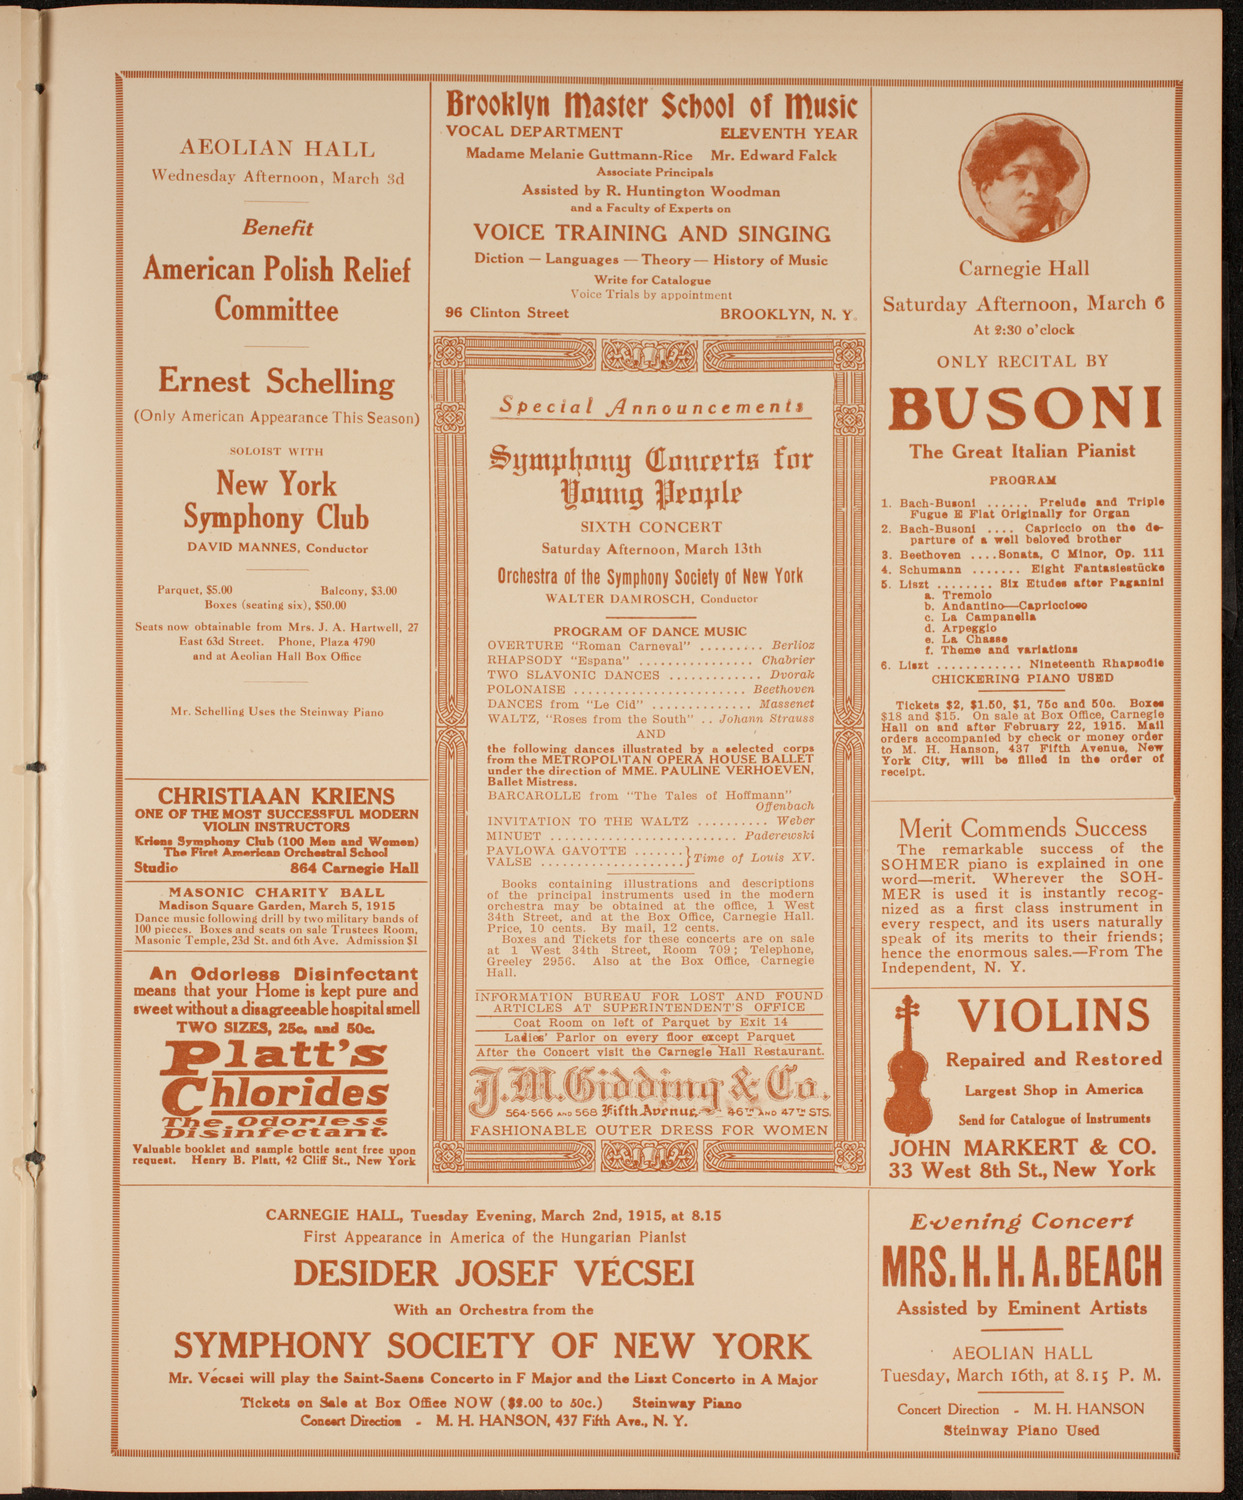 AEOLIAN HALL
Wednesday Afternoon, March 3d
Benefit
American Polish Relief
Committee
Ernest Schelling
(Only American Appearance This Season)
SOLOIST WITH
New York
Symphony Club
DAVID MANNES, Conductor
Parquet, $5.00 Balcony, $3.00
Boxes (seating six), $50.00
Seats now obtainable from Mrs. J. A. Hartwell, 27
East 63d Street. Phone, Plaza 4790
and at Aeolian Hall Box Office
Mr. Schelling Uses the Steinway Piano
CHRISTIAAN KRIENS
ONE OF THE MOST SUCCESSFUL MODERN
VIOLIN INSTRUCTORS
Kriens Symphony Club (100 Men and Women)
The First American Orchestral School
Studio 864 Carnegie Hall
MASONIC CHARITY BALL
Madison Square Garden, March 5, 1915
Dance music following drill by two military bands of
100 pieces. Boxes and seats on sale Trustees Room,
Masonic Temple, 23d St. and 6th Ave. Admission $1
An Odorless Disinfectant
means that your Home is kept pure and
sweet without a disagreeable hospital smell
TWO SIZES, 25c. and 50c.
Platt's
Chlorides
The Odorless
Disinfectant.
Valuable booklet and sample bottle sent free upon
request. Henry B. Platt, 42 Cliff St., New York
Brooklyn Master School of Music
VOCAL DEPARTMENT ELEVENTH YEAR
Madame Melanie Guttmann-Rice Mr. Edward Falck
Associate Principals
Assisted by R. Huntington Woodman
and a Faculty of Experts on
VOICE TRAINING AND SINGING
Diction — Languages — Theory — History of Music
Write for Catalogue
Voice Trials by appointment
96 Clinton Street BROOKLYN, N. Y.
Special Announcements
Symphony Concerts for
Young People
SIXTH CONCERT
Saturday Afternoon, March 13th
Orchestra of the Symphony Society of New York
WALTER DAMROSCH, Conductor
PROGRAM OF DANCE MUSIC
OVERTURE "Roman Carneval" ......... Berlioz
RHAPSODY "Espana" ............... Chabrier
TWO SLAVONIC DANCES ............ Dvorak
POLONAISE ....................... Beethoven
DANCES from "Le Cid" ............. Massenet
WALTZ, "Roses from the South" .. Johann Strauss
AND
the following dances illustrated by a selected corps
from the METROPOLITAN OPERA HOUSE BALLET
under the direction of MME. PAULINE VERHOEVEN,
Ballet Mistress.
BARCAROLLE from "The Tales of Hoffmann"
Offenbach
INVITATION TO THE WALTZ .......... Weber
MINUET ......................... Paderewski
PAVLOWA GAVOTTE .......} Time of Louis XV.
VALSE ...................
Books containing illustrations and descriptions
of the principal instruments used in the modern
orchestra may be obtained at the office, 1 West
34th Street, and at the Box Office, Carnegie Hall.
Price, 10 cents. By mail, 12 cents.
Boxes and Tickets for these concerts are on sale
at 1 West 34th Street, Room 709; Telephone,
Greeley 2956. Also at the Box Office, Carnegie
Hall.
INFORMATION BUREAU FOR LOST AND FOUND
ARTICLES AT SUPERINTENDENT'S OFFICE
Coat Room on left of Parquet by Exit 14
Ladies' Parlor on every floor except Parquet
After the Concert visit the Carnegie Hall Restaurant.
J. M. Gidding & Co.
564-566 AND 568 Fifth Avenue, 46TH AND 47TH STS.
FASHIONABLE OUTER DRESS FOR WOMEN
Carnegie Hall
Saturday Afternoon, March 6
At 2:30 o'clock
ONLY RECITAL BY
BUSONI
The Great Italian Pianist
PROGRAM
1. Bach-Busoni ...... Prelude and Triple
Fugue E Flat Originally for Organ
2. Bach-Busoni .... Capriccio on the de-
parture of a well beloved brother
3. Beethoven ....Sonata, C Minor, Op. 111
4. Schumann ....... Eight Fantasiestücke
5. Liszt ........ Six Etudes after Paganini
a. Tremolo
b. Andantino—Capriccioso
c. La Campanella
d. Arpeggio
e. La Chasse
f. Theme and variations
6. Liszt ............ Nineteenth Rhapsodie
CHICKERING PIANO USED
Tickets $2, $1.50, $1, 75c and 50c. Boxes
$18 and $15. On sale at Box Office, Carnegie
Hall on and after February 22, 1915. Mail
orders accompanied by check or money order
to M. H. Hanson, 437 Fifth Avenue, New
York City, will be filled in the order of
receipt.
Merit Commends Success
The remarkable success of the
SOHMER piano is explained in one
word—merit. Wherever the SOH-
MER is used it is instantly recog-
nized as a first class instrument in
every respect, and its users naturally
speak of its merits to their friends;
hence the enormous sales.—From The
Independent, N. Y.
VIOLINS
Repaired and Restored
Largest Shop in America
Send for Catalogue of Instruments
JOHN MARKERT & CO.
33 West 8th St., New York
CARNEGIE HALL, Tuesday Evening, March 2nd, 1915, at 8.15
First Appearance in America of the Hungarian Pianist
DESIDER JOSEF VÉCSEI
With an Orchestra from the
SYMPHONY SOCIETY OF NEW YORK
Mr. Vécsei will play the Saint-Saens Concerto in F Major and the Liszt Concerto in A Major
Tickets on Sale at Box Office NOW ($2.00 to 50c.) Steinway Piano
Concert Direction - M. H. HANSON, 437 Fifth Ave., N. Y.
Evening Concert
MRS. H. H. A. BEACH
Assisted by Eminent Artists
AEOLIAN HALL
Tuesday, March 16th, at 8.15 P. M.
Concert Direction - M. H. HANSON
Steinway Piano Used